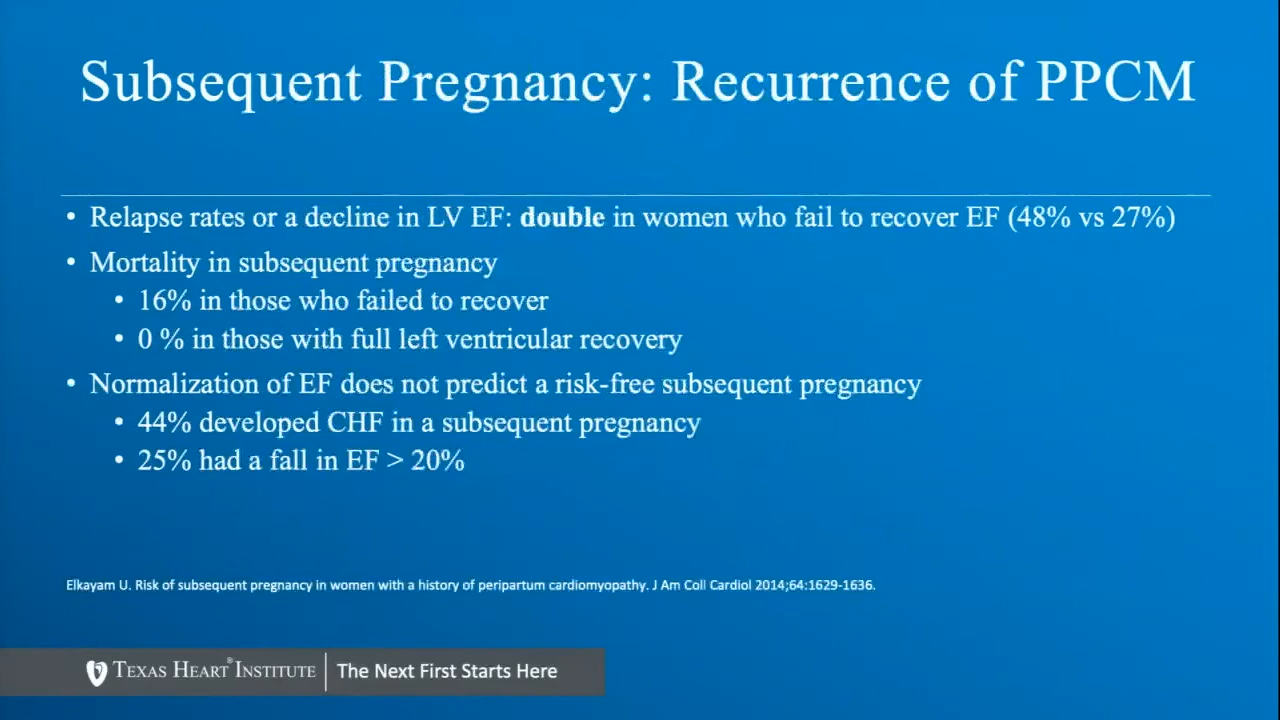 Subsequent Pregnancy: Recurrence of PPCM
• Relapse rates or a decline in LV EF: double in women who fail to recover EF (48% vs 27%)
• Mortality in subsequent pregnancy
• 16% in those who failed to recover
• 0 % in those with full left ventricular recovery
• Normalization of EF does not predict a risk-free subsequent pregnancy
• 44% developed CHF in a subsequent pregnancy
• 25% had a fall in EF > 20%
Elkayam U. Risk of subsequent pregnancy in women with a history of peripartum cardiomyopathy. J Am Coll Cardiol 2014;64:1629-1636.
TEXAS HEART® INSTITUTE | The Next First Starts Here